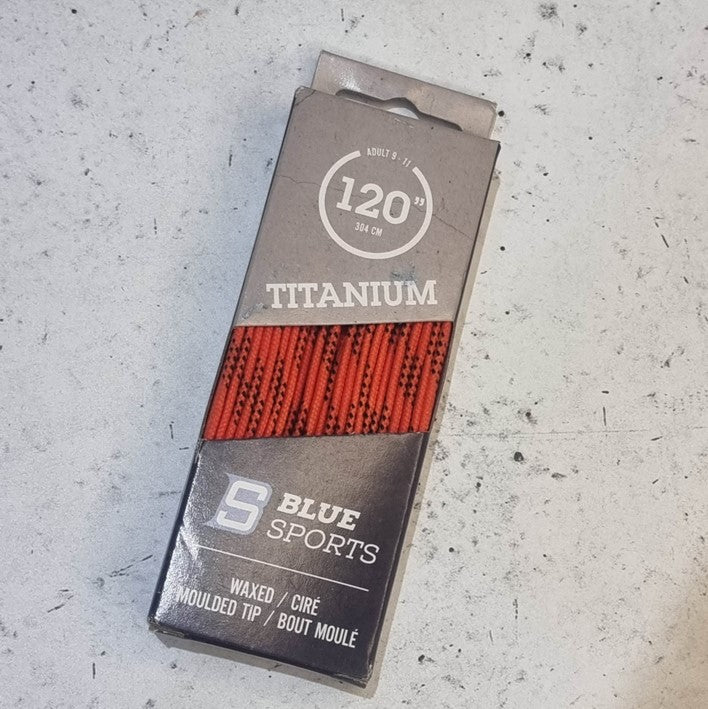 ADULT 9 - 11
120"
304 CM
TITANIUM
S BLUE
SPORTS
WAXED / CIRÉ
MOULDED TIP / BOUT MOULÉ